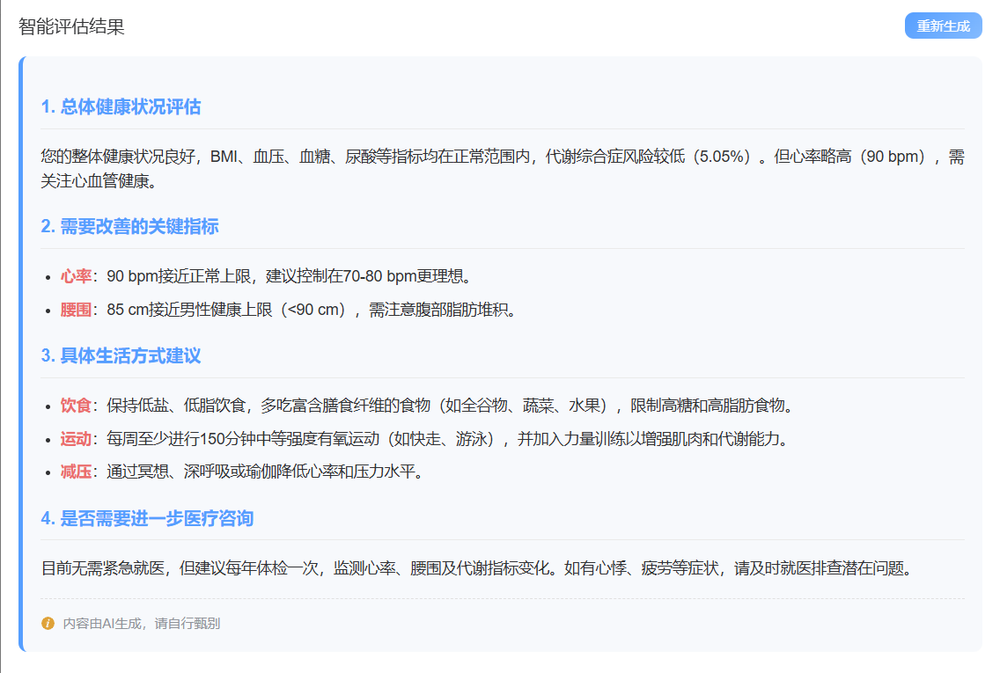 智能评估结果
重新生成
1. 总体健康状况评估
您的整体健康状况良好，BMI、血压、血糖、尿酸等指标均在正常范围内，代谢综合症风险较低（5.05%）。但心率略高（90 bpm），需
关注心血管健康。
2. 需要改善的关键指标
• 心率：90 bpm接近正常上限，建议控制在70-80 bpm更理想。
• 腰围：85 cm接近男性健康上限（<90 cm），需注意腹部脂肪堆积。
3. 具体生活方式建议
• 饮食：保持低盐、低脂饮食，多吃富含膳食纤维的食物（如全谷物、蔬菜、水果），限制高糖和高脂肪食物。
• 运动：每周至少进行150分钟中等强度有氧运动（如快走、游泳），并加入力量训练以增强肌肉和代谢能力。
• 减压：通过冥想、深呼吸或瑜伽降低心率和压力水平。
4. 是否需要进一步医疗咨询
目前无需紧急就医，但建议每年体检一次，监测心率、腰围及代谢指标变化。如有心悸、疲劳等症状，请及时就医排查潜在问题。
内容由AI生成，请自行甄别